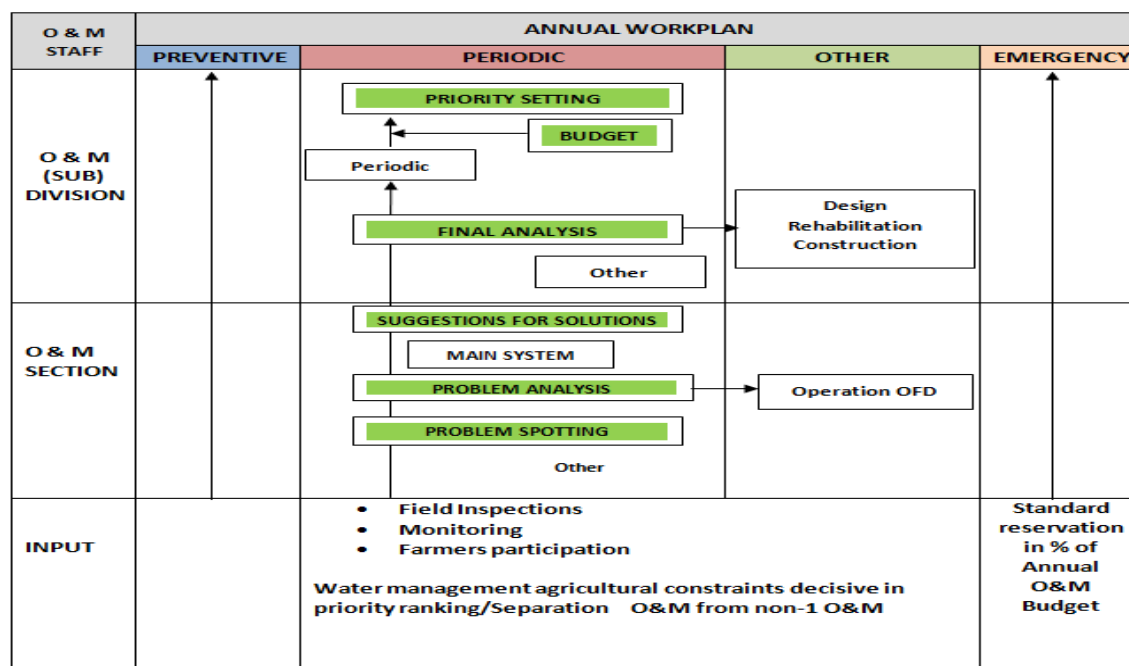 O & M
STAFF
ANNUAL WORKPLAN
PREVENTIVE
PERIODIC
OTHER
EMERGENCY
O & M
(SUB)
DIVISION
PRIORITY SETTING
BUDGET
Periodic
FINAL ANALYSIS
Other
Design
Rehabilitation
Construction
O & M
SECTION
SUGGESTIONS FOR SOLUTIONS
MAIN SYSTEM
PROBLEM ANALYSIS
Operation OFD
PROBLEM SPOTTING
Other
INPUT
• Field Inspections
• Monitoring
• Farmers participation
Water management agricultural constraints decisive in
priority ranking/Separation O&M from non-1 O&M
Standard
reservation
in % of
Annual
O&M
Budget